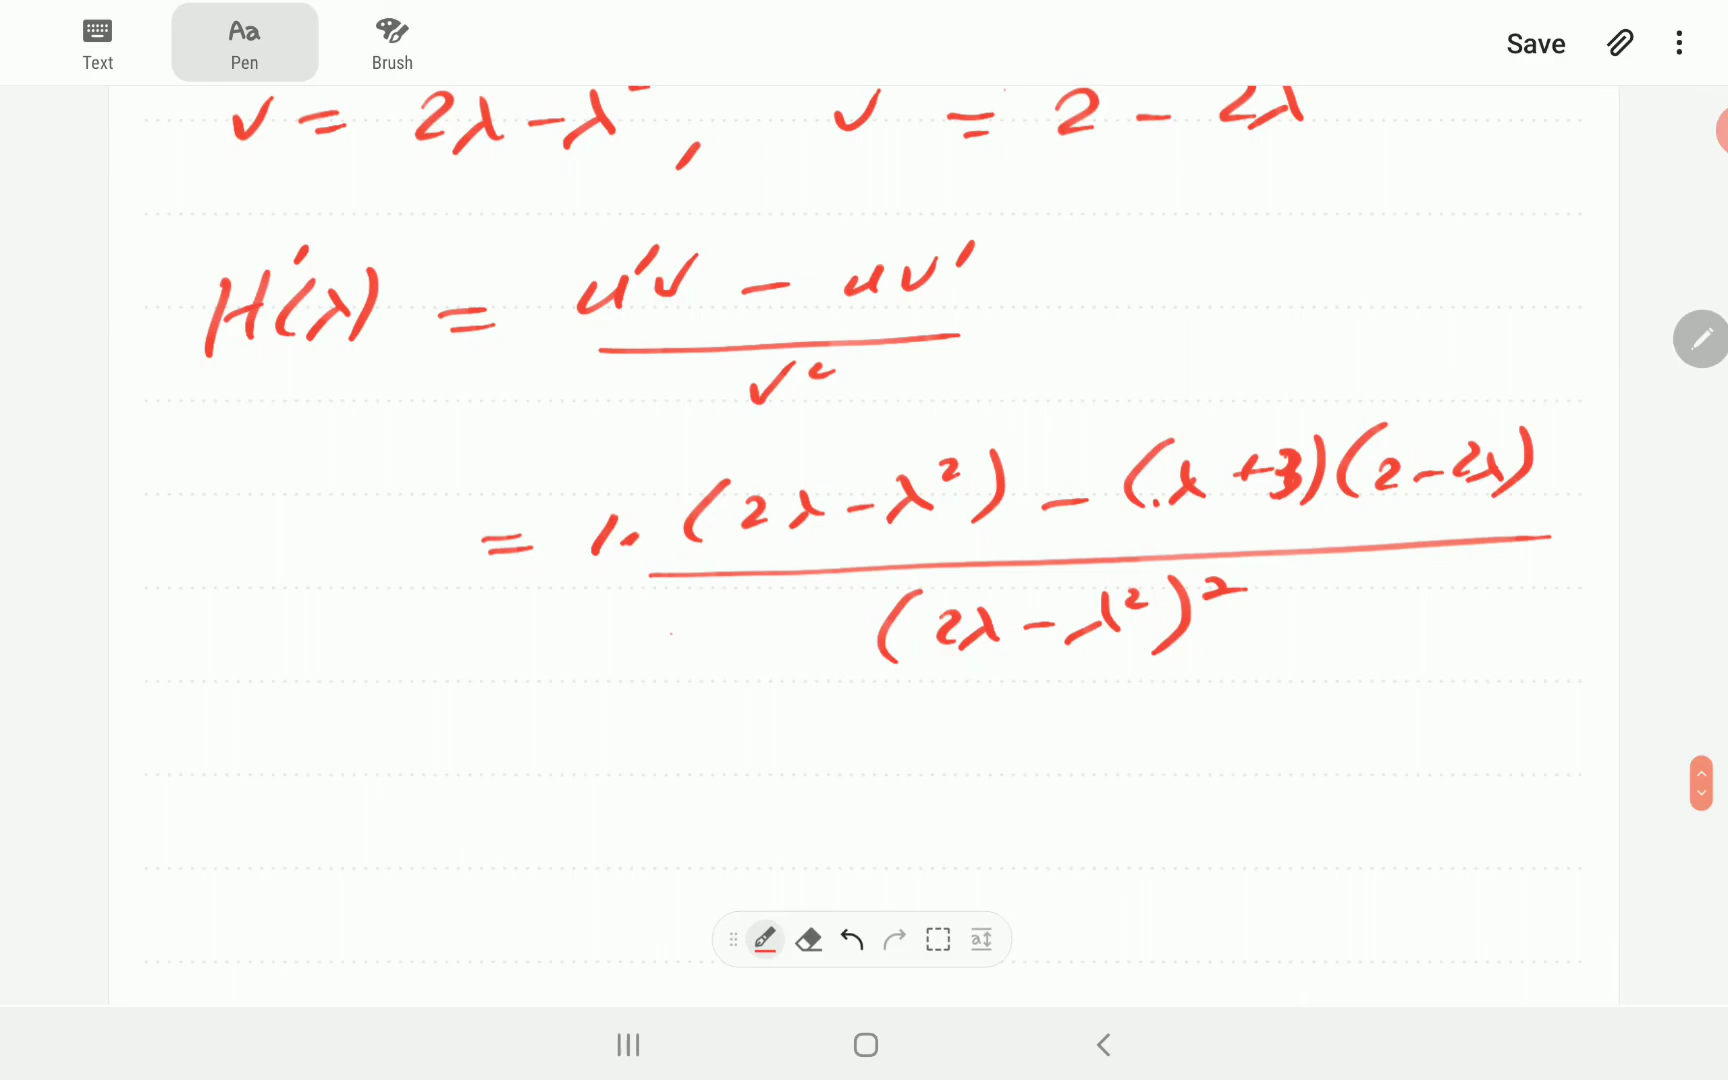 Text Pen Brush Save
v = 2λ - λ², v = 2 - 2λ
H'(λ) = u'v - uv' / v²
= 1. (2λ - λ²) - (λ + 3)(2 - 2λ) / (2λ - λ²)²